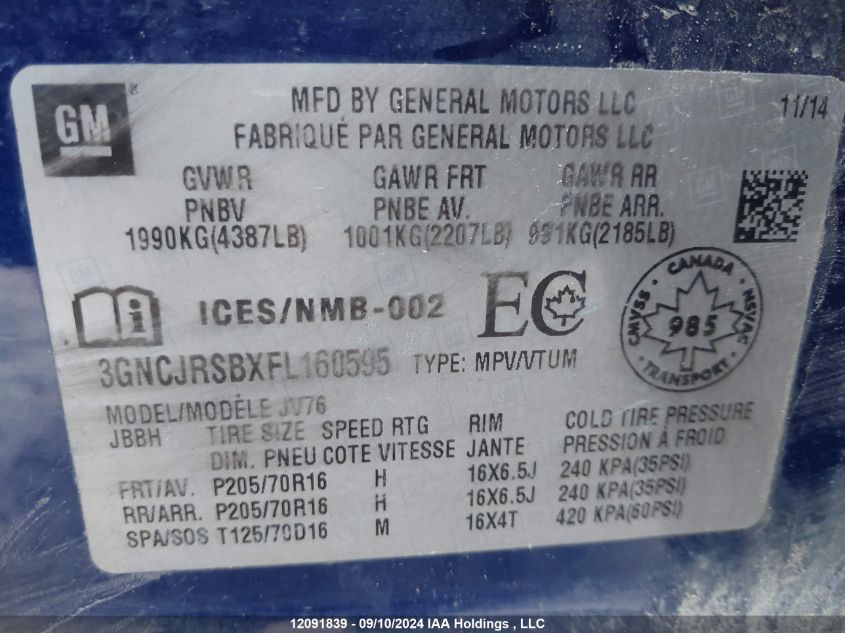 GM ®
MFD BY GENERAL MOTORS LLC 11/14
FABRIQUÉ PAR GENERAL MOTORS LLC
GVWR GAWR FRT GAWR RR
PNBV PNBE AV. PNBE ARR.
1990KG(4387LB) 1001KG(2207LB) 991KG(2185LB)
i ICES/NMB-002 EC
CANADA
CMVSS 985 NSVAC
TRANSPORT
3GNCJRSBXFL160595 TYPE: MPV/VTUM
MODEL/MODÈLE JV76
JBBH TIRE SIZE SPEED RTG RIM COLD TIRE PRESSURE
DIM. PNEU COTE VITESSE JANTE PRESSION À FROID
FRT/AV. P205/70R16 H 16X6.5J 240 KPA(35PSI)
RR/ARR. P205/70R16 H 16X6.5J 240 KPA(35PSI)
SPA/SOS T125/70D16 M 16X4T 420 KPA(60PSI)
12091839 - 09/10/2024 IAA Holdings , LLC